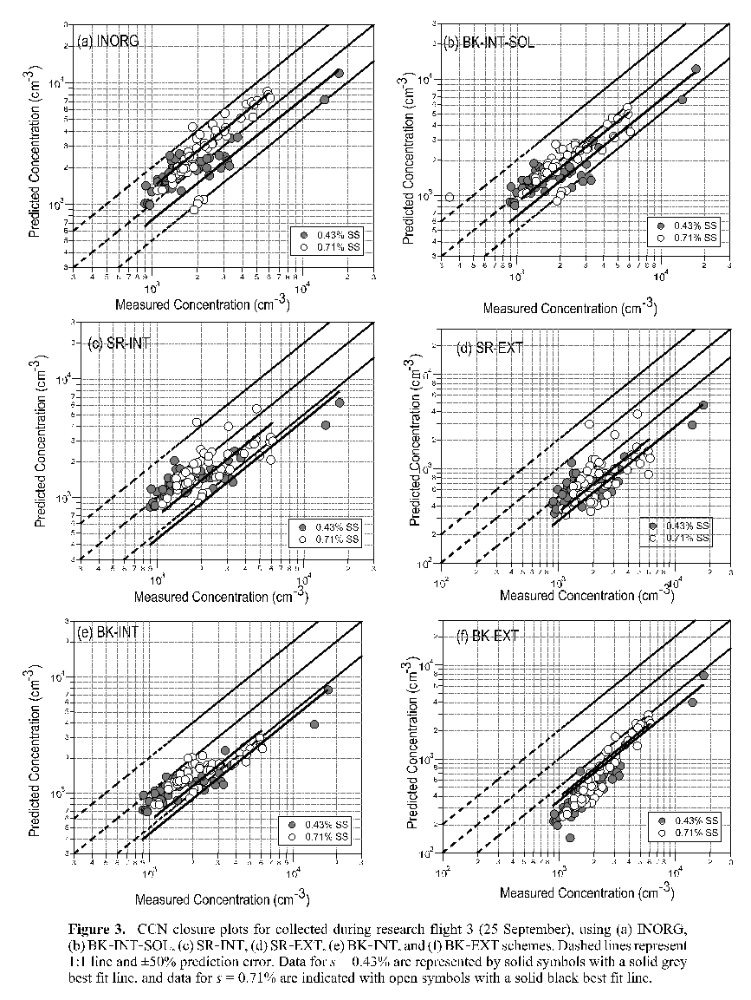 (a) INORG
Predicted Concentration (cm-3)
Measured Concentration (cm-3)
0.43% SS
0.71% SS
(b) BK-INT-SOL
Predicted Concentration (cm-3)
Measured Concentration (cm-3)
0.43% SS
0.71% SS
(c) SR-INT
Predicted Concentration (cm-3)
Measured Concentration (cm-3)
0.43% SS
0.71% SS
(d) SR-EXT
Predicted Concentration (cm-3)
Measured Concentration (cm-3)
0.43% SS
0.71% SS
(e) BK-INT
Predicted Concentration (cm-3)
Measured Concentration (cm-3)
0.43% SS
0.71% SS
(f) BK-EXT
Predicted Concentration (cm-3)
Measured Concentration (cm-3)
0.43% SS
0.71% SS
Figure 3. CCN closure plots for collected during research flight 3 (25 September), using (a) INORG,
(b) BK-INT-SOL, (c) SR-INT, (d) SR-EXT, (e) BK-INT, and (f) BK-EXT schemes. Dashed lines represent
1:1 line and ±50% prediction error. Data for s = 0.43% are represented by solid symbols with a solid grey
best fit line, and data for s = 0.71% are indicated with open symbols with a solid black best fit line.